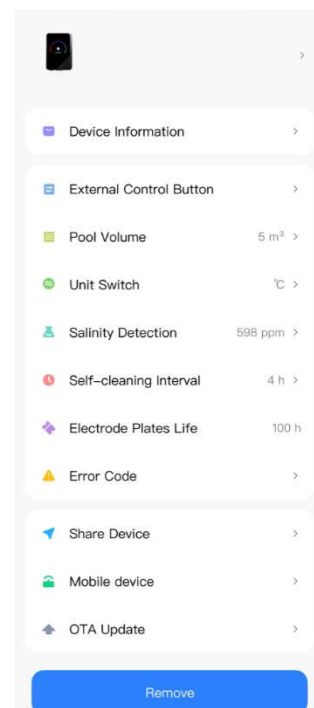 Device Information
External Control Button
Pool Volume 5 m³
Unit Switch ℃
Salinity Detection 598 ppm
Self-cleaning Interval 4 h
Electrode Plates Life 100 h
Error Code
Share Device
Mobile device
OTA Update
Remove